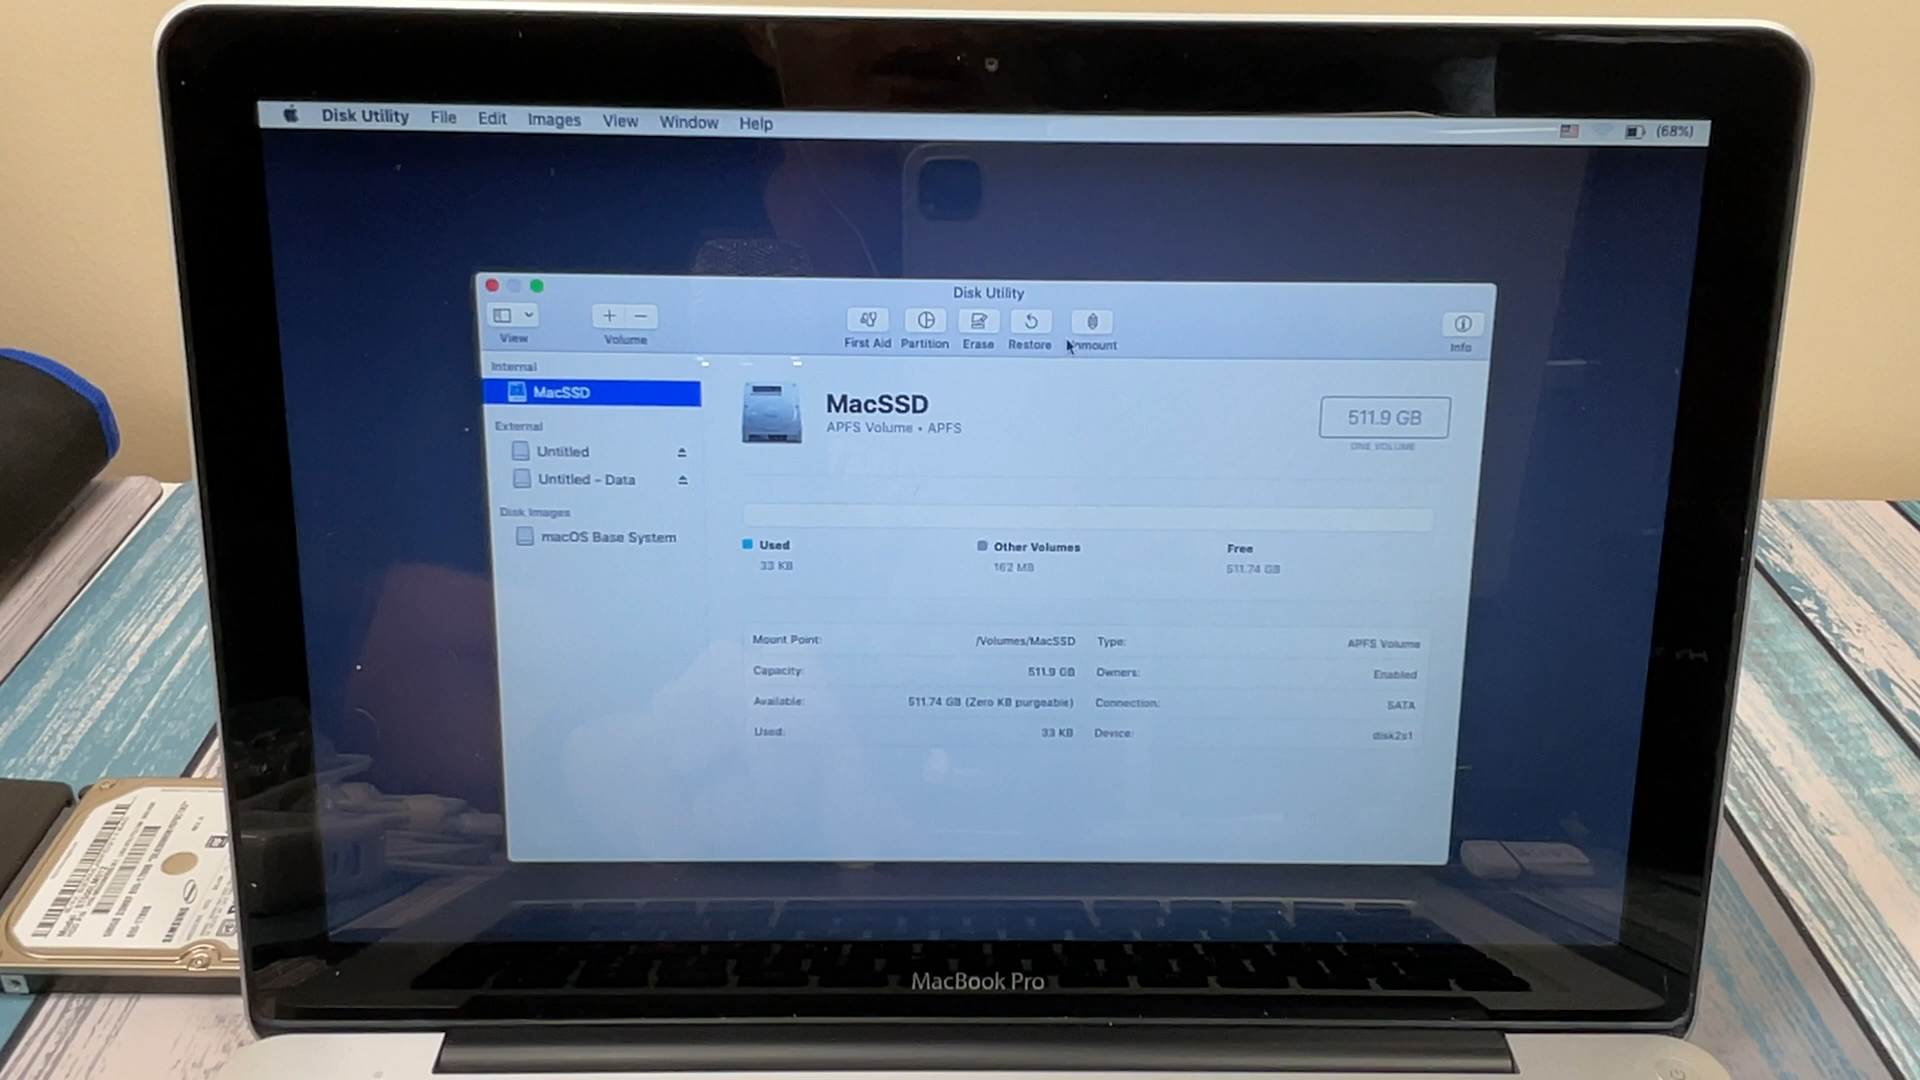 Disk Utility File Edit Images View Window Help (68%)
Disk Utility
View Volume First Aid Partition Erase Restore Unmount Info
Internal
MacSSD
External
Untitled
Untitled – Data
Disk Images
macOS Base System
MacSSD
APFS Volume • APFS
511.9 GB
ONE VOLUME
Used
33 KB
Other Volumes
162 MB
Free
511.74 GB
Mount Point: /Volumes/MacSSD
Type: APFS Volume
Capacity: 511.9 GB
Owners: Enabled
Available: 511.74 GB (Zero KB purgeable)
Connection: SATA
Used: 33 KB
Device: disk2s1
MacBook Pro
SAMSUNG